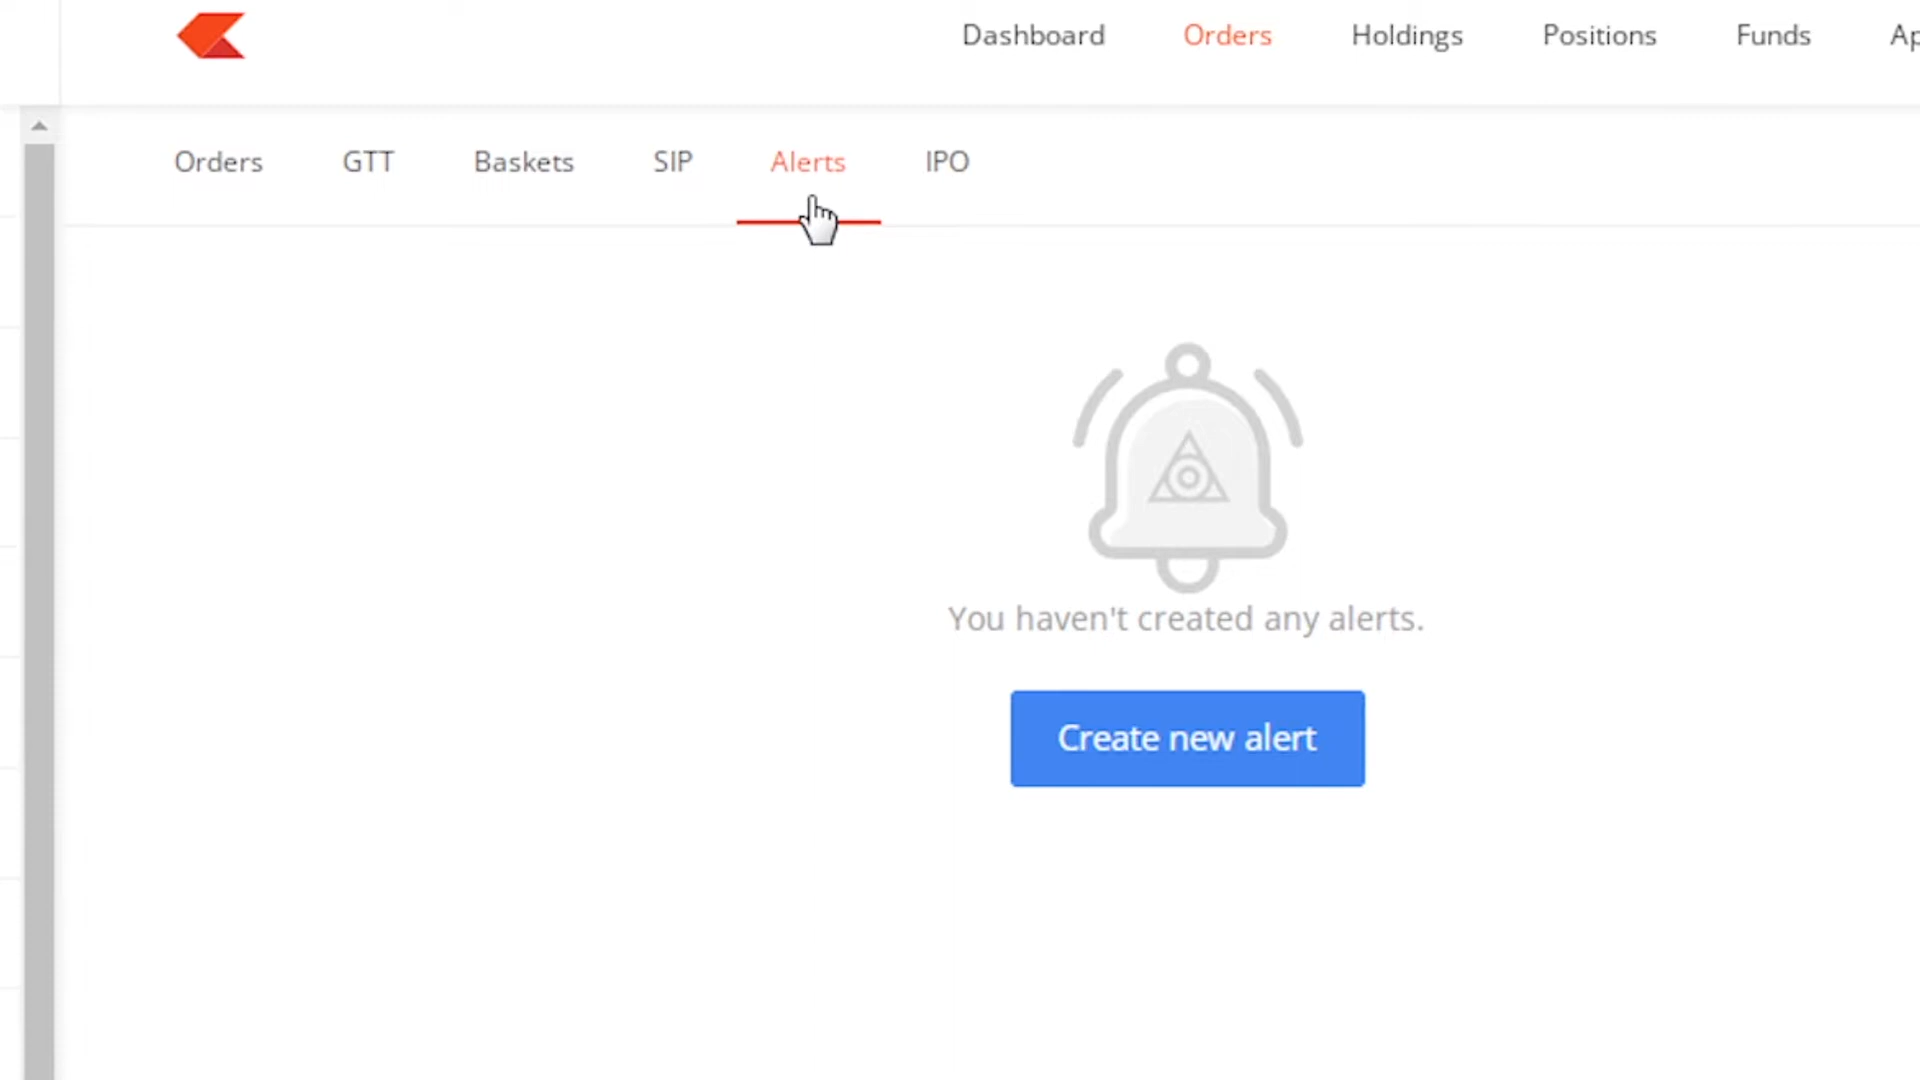 Dashboard Orders Holdings Positions Funds Ap
Orders GTT Baskets SIP Alerts IPO
You haven't created any alerts.
Create new alert